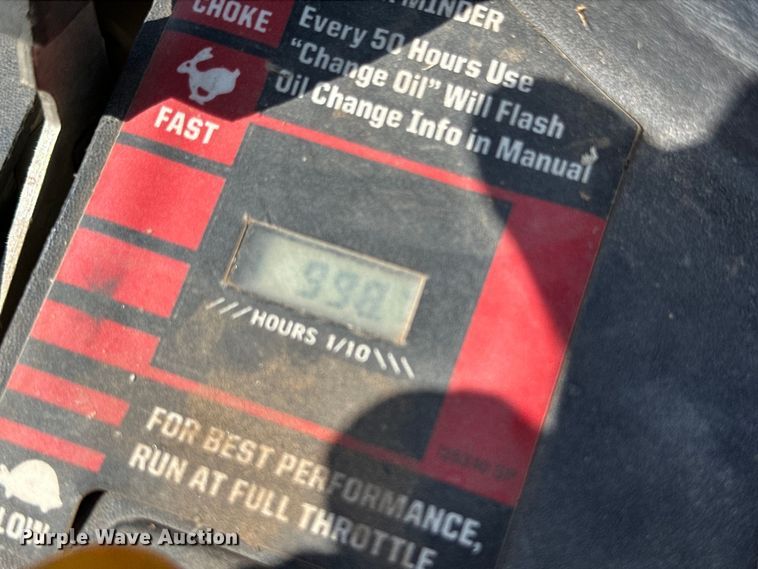 CHOKE
MINDER
Every 50 Hours Use
"Change Oil" Will Flash
Oil Change Info in Manual
FAST
HOURS 1/10
FOR BEST PERFORMANCE,
RUN AT FULL THROTTLE
LOW
Purple Wave Auction